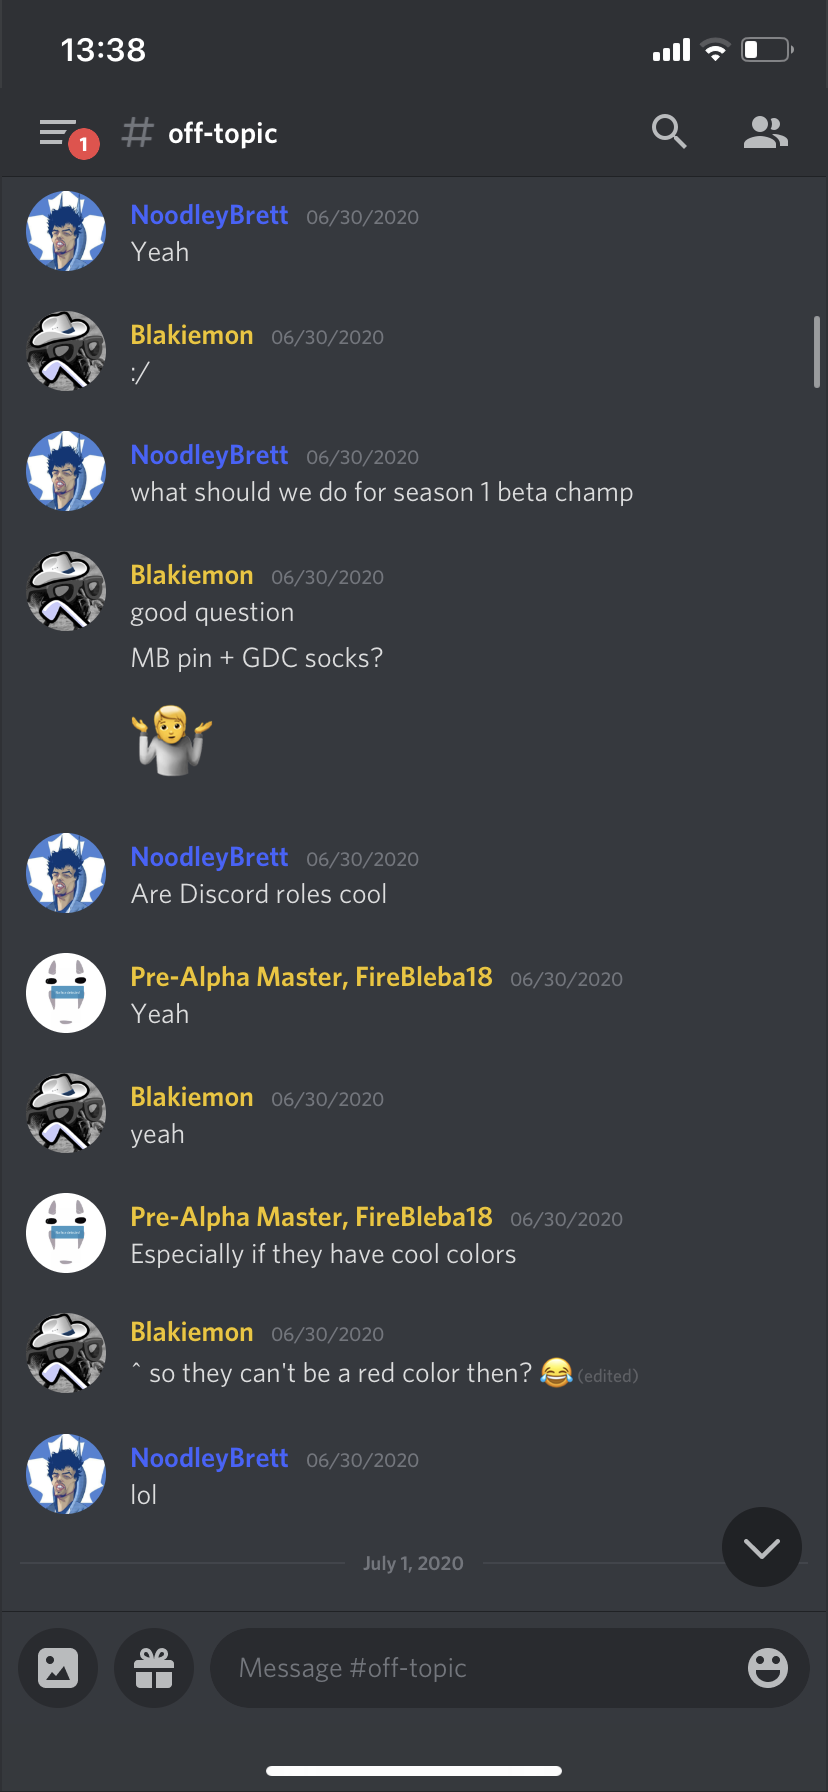 13:38
1
# off-topic
NoodleyBrett 06/30/2020
Yeah
Blakiemon 06/30/2020
:/
NoodleyBrett 06/30/2020
what should we do for season 1 beta champ
Blakiemon 06/30/2020
good question
MB pin + GDC socks?
🤷
NoodleyBrett 06/30/2020
Are Discord roles cool
Pre-Alpha Master, FireBleba18 06/30/2020
Yeah
Blakiemon 06/30/2020
yeah
Pre-Alpha Master, FireBleba18 06/30/2020
Especially if they have cool colors
Blakiemon 06/30/2020
^ so they can't be a red color then? 😂 (edited)
NoodleyBrett 06/30/2020
lol
July 1, 2020
Message #off-topic